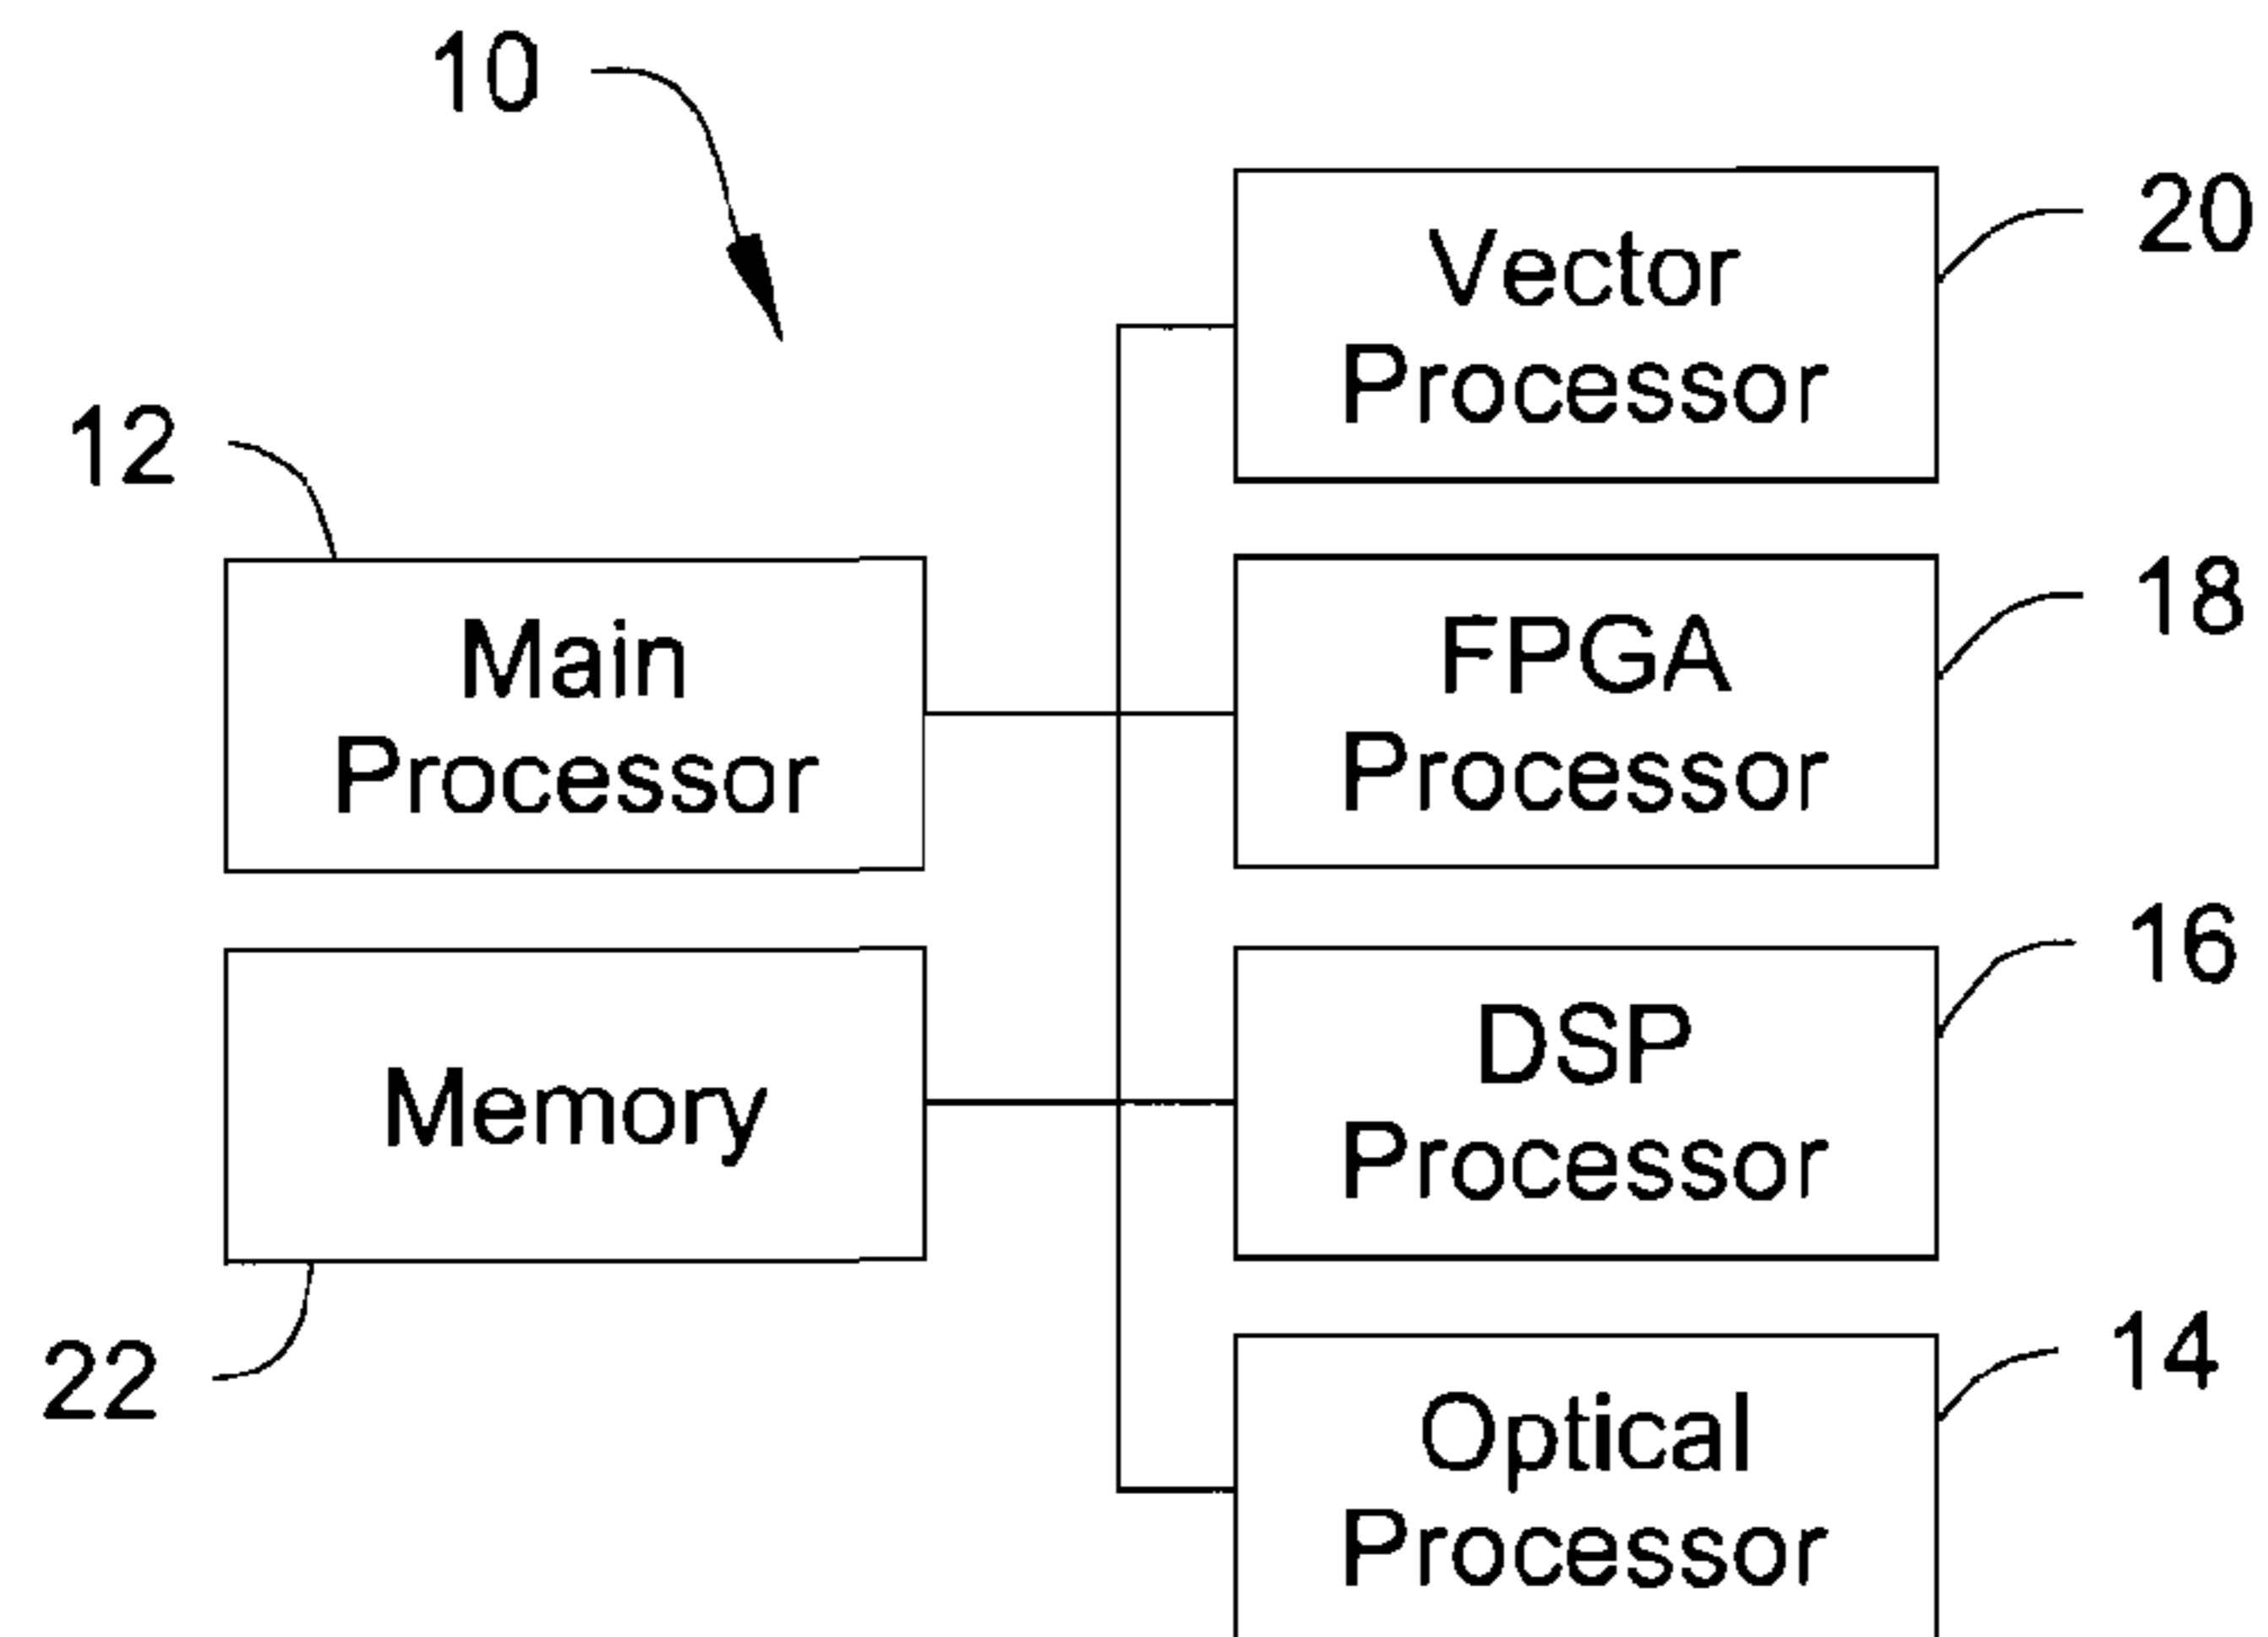 10
Vector
Processor
20
12
Main
Processor
FPGA
Processor
18
Memory
22
DSP
Processor
16
Optical
Processor
14